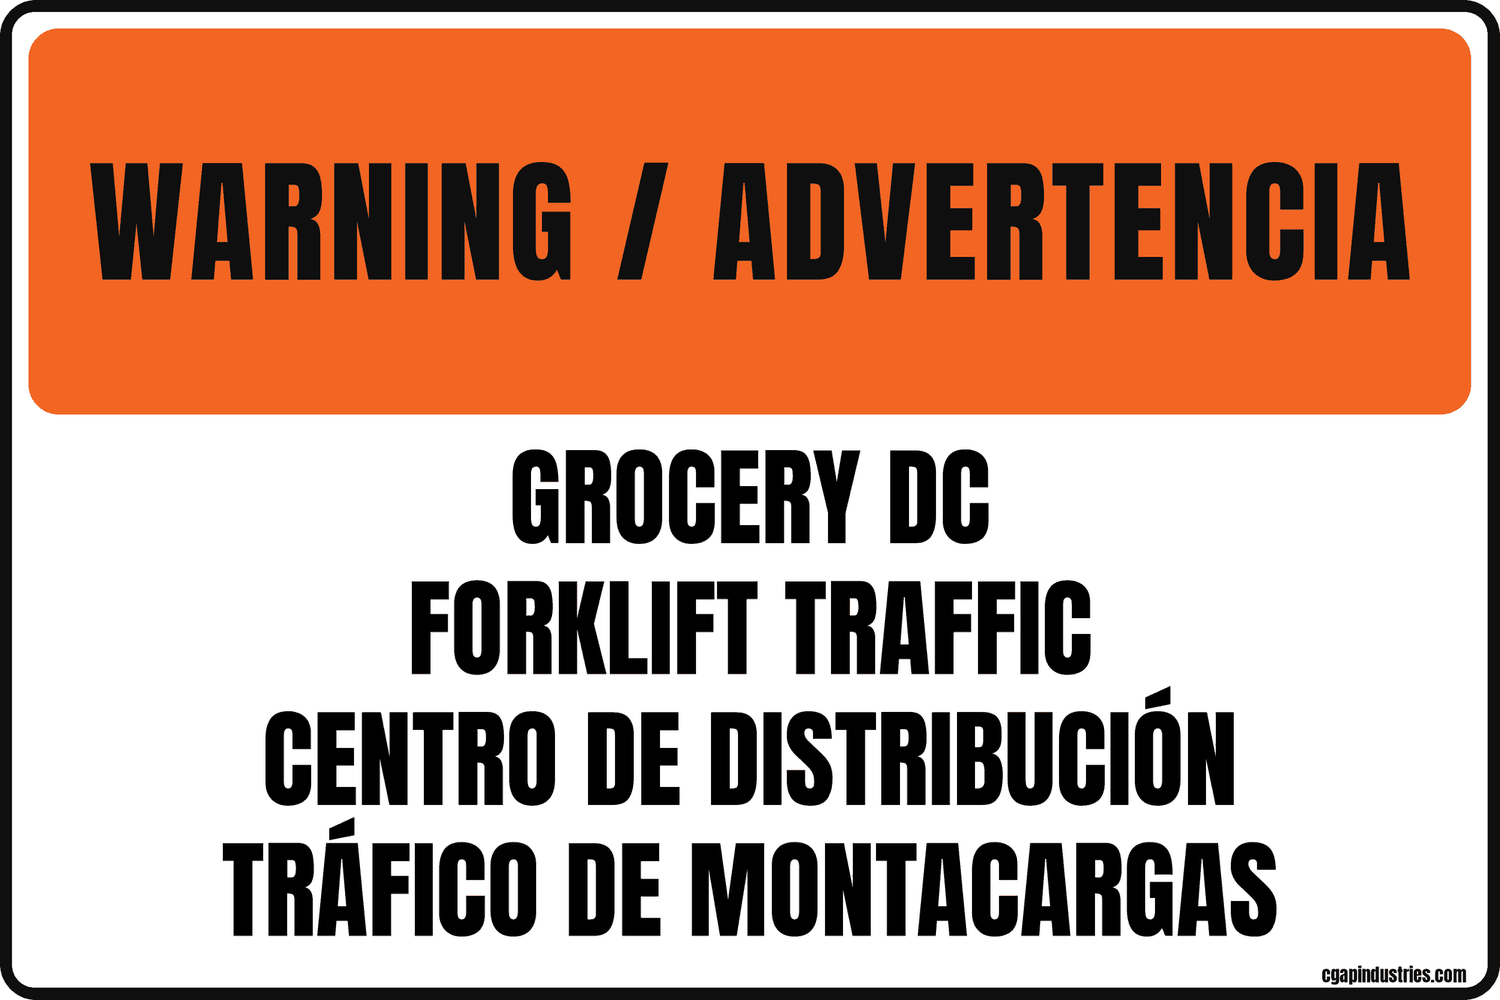 WARNING / ADVERTENCIA
GROCERY DC
FORKLIFT TRAFFIC
CENTRO DE DISTRIBUCIÓN
TRÁFICO DE MONTACARGAS
cgapindustries.com